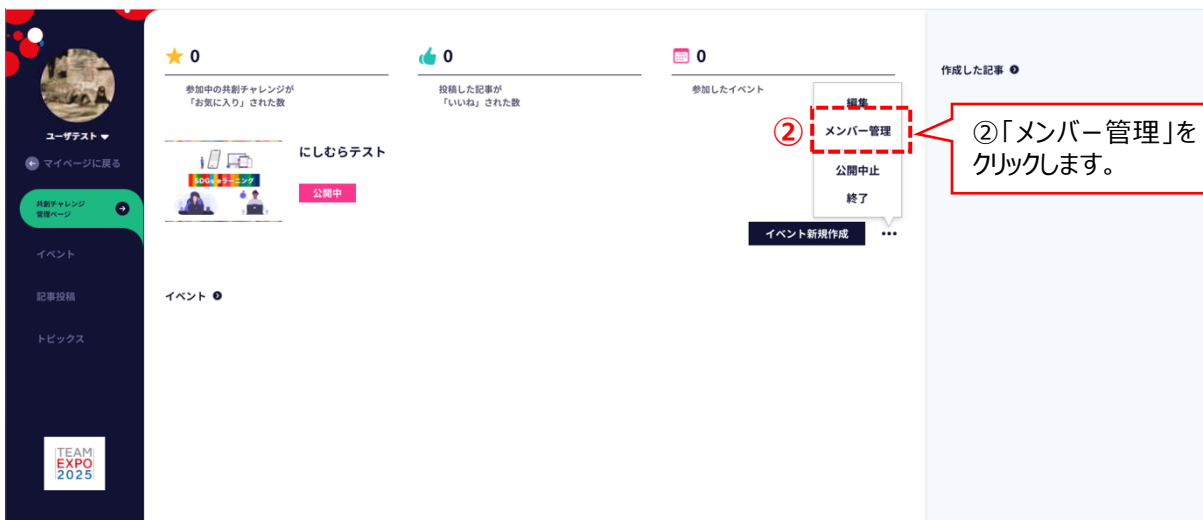 ユーザテスト
マイページに戻る
共創チャレンジ
管理ページ
イベント
記事投稿
トピックス
TEAM
EXPO
2025
0
参加中の共創チャレンジが
「お気に入り」された数
0
投稿した記事が
「いいね」された数
0
参加したイベント
SDGs eラーニング
にしむらテスト
公開中
編集
②
メンバー管理
公開中止
終了
イベント新規作成
イベント
作成した記事
②「メンバー管理」を
クリックします。